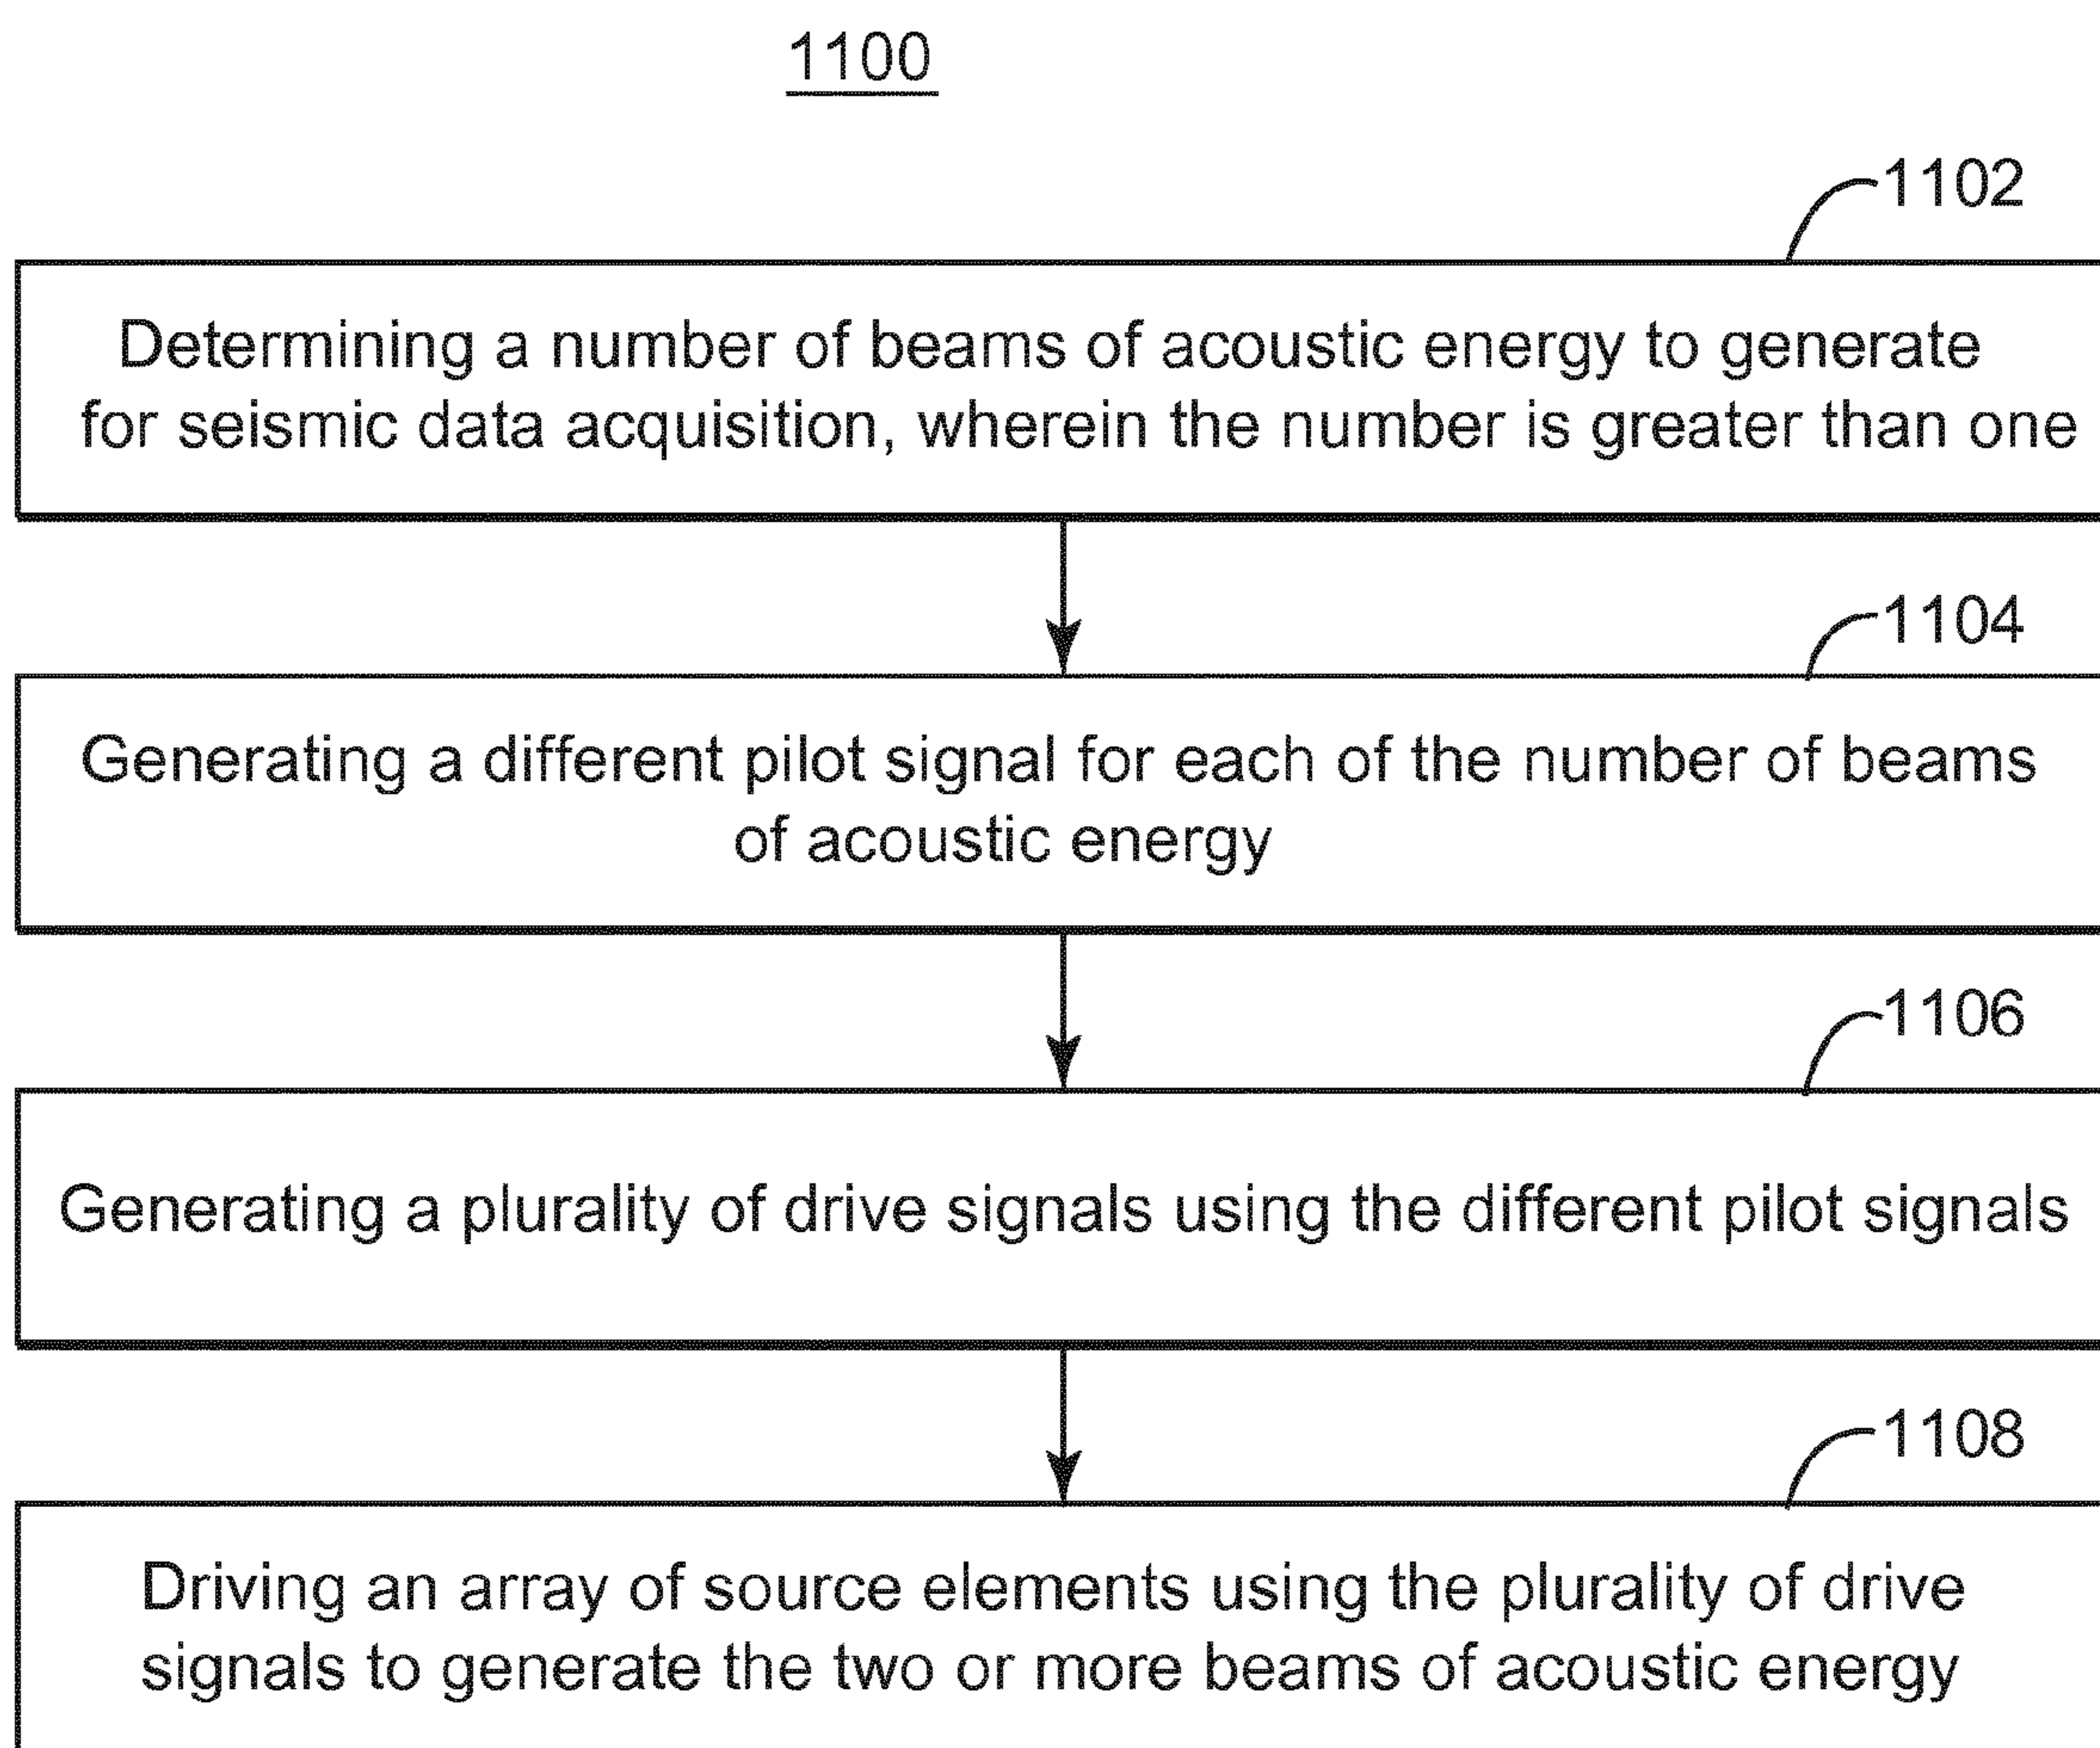 1100
1102
Determining a number of beams of acoustic energy to generate
for seismic data acquisition, wherein the number is greater than one
1104
Generating a different pilot signal for each of the number of beams
of acoustic energy
1106
Generating a plurality of drive signals using the different pilot signals
1108
Driving an array of source elements using the plurality of drive
signals to generate the two or more beams of acoustic energy